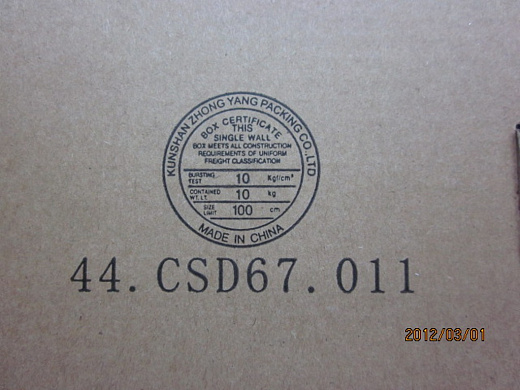 KUNSHAN ZHONG YANG PACKING CO.,LTD
BOX CERTIFICATE
THIS
SINGLE WALL
BOX MEETS ALL CONSTRUCTION
REQUIREMENTS OF UNIFORM
FREIGHT CLASSIFICATION
BURSTING TEST 10 Kgf/cm²
CONTAINED WT.LT. 10 kg
SIZE LIMIT 100 cm
MADE IN CHINA
44.CSD67.011
2012/03/01